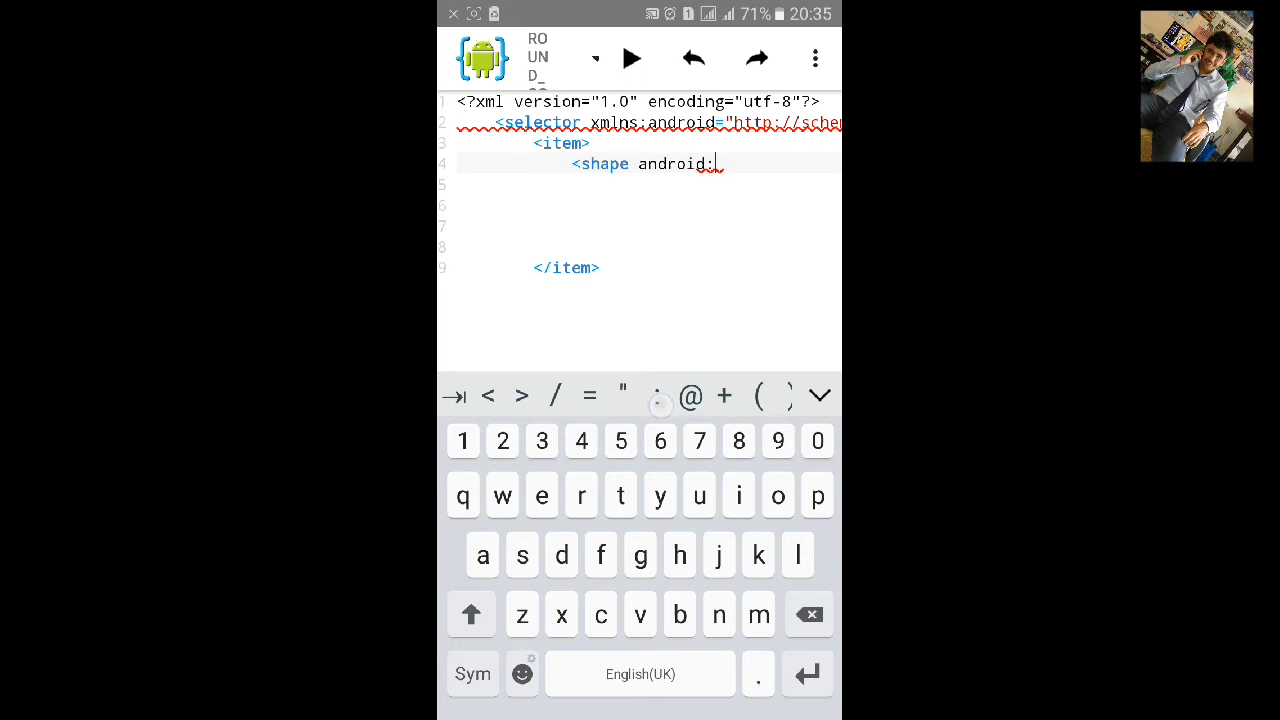 71% 20:35
RO
UN
D_
1 <?xml version="1.0" encoding="utf-8"?>
2 <selector xmlns:android="http://scher
3 <item>
4 <shape android:
5
6
7
8
9 </item>
< > / = " : @ + ( )
1 2 3 4 5 6 7 8 9 0
q w e r t y u i o p
a s d f g h j k l
z x c v b n m
Sym English(UK) .